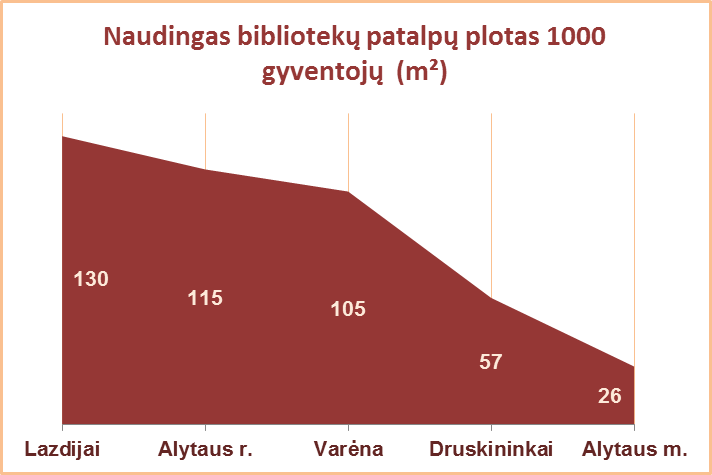 Naudingas bibliotekų patalpų plotas 1000
gyventojų (m²)
130
115
105
57
26
Lazdijai
Alytaus r.
Varėna
Druskininkai
Alytaus m.